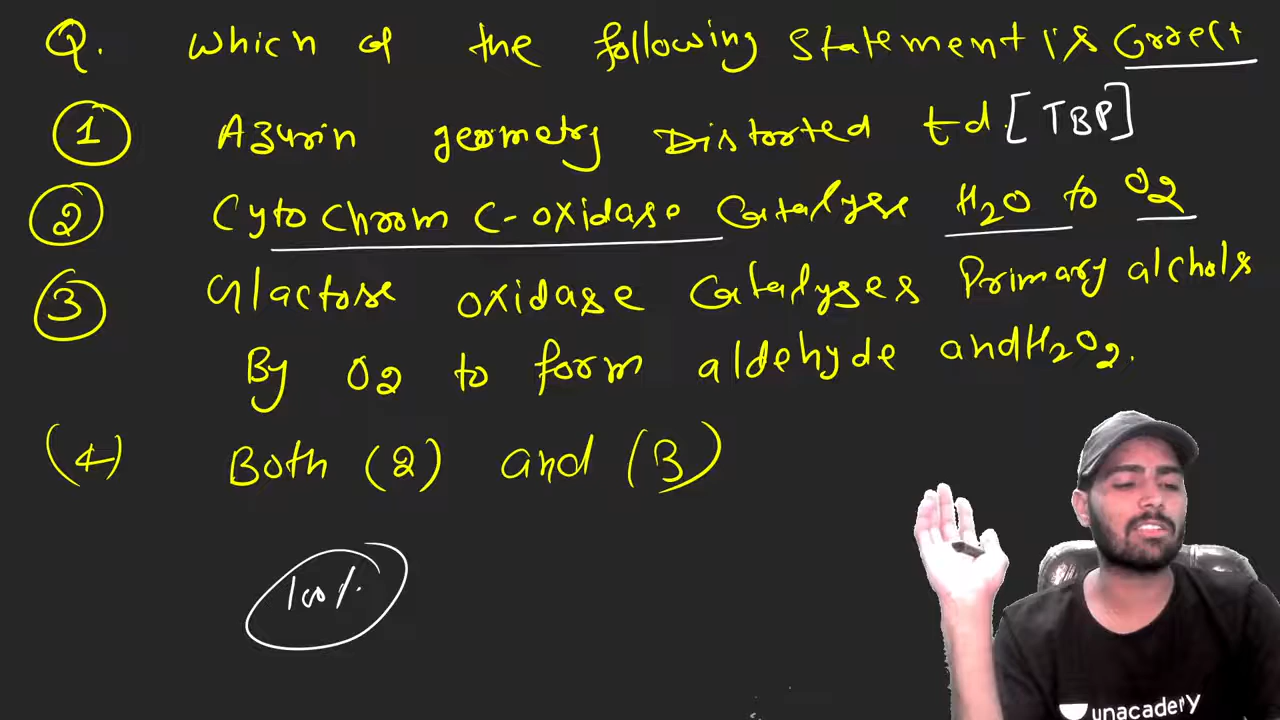 Q. Which of the following Statement is Correct
1 Azurin geometry Distorted td. [TBP]
2 Cytochroom C-oxidase Catalyse H2O to O2
3 Glactose oxidase Catalyses Primary alchols
By O2 to form aldehyde and H2O2.
(4) Both (2) and (3)
100%
unacademy